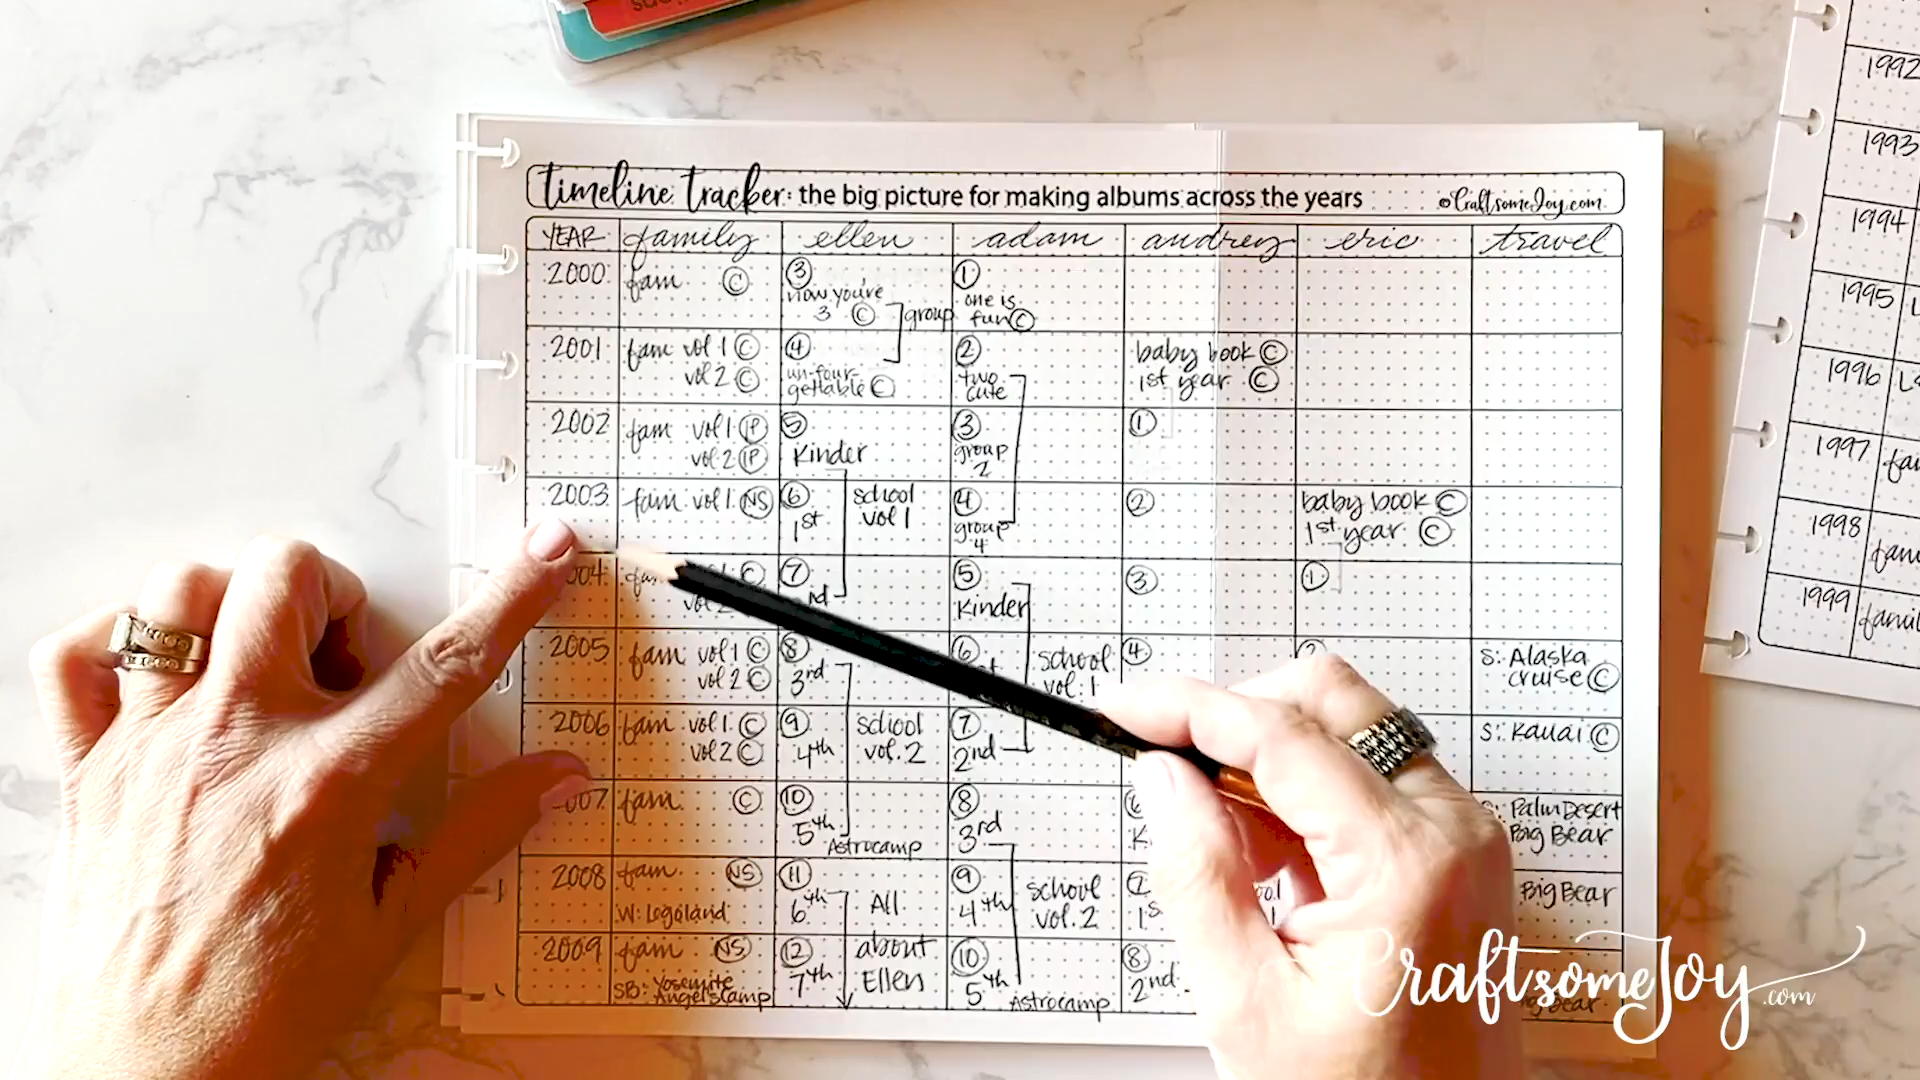 timeline tracker: the big picture for making albums across the years ©CraftsomeJoy.com
YEAR family ellen adam audrey eric travel
2000 fam Ⓒ ③ now you're 3 Ⓒ group ① one is fun Ⓒ
2001 fam vol 1 Ⓒ vol 2 Ⓒ ④ un-four-gettable Ⓒ ② two cute baby book Ⓒ 1st year Ⓒ
2002 fam vol 1 IP vol 2 IP ⑤ Kinder ③ group 2 ①
2003 fam vol 1 NS ⑥ 1st school vol 1 ④ group 4 ② baby book Ⓒ 1st year Ⓒ
⑦ ⑤ Kinder ③ ①
2005 fam vol 1 Ⓒ vol 2 Ⓒ ⑧ 3rd ⑥ school vol. 1 ④ S: Alaska cruise Ⓒ
2006 fam vol 1 Ⓒ vol 2 Ⓒ ⑨ 4th school vol. 2 ⑦ 2nd S: Kauai Ⓒ
fam Ⓒ ⑩ 5th Astrocamp ⑧ 3rd Palm Desert Big Bear
2008 fam NS W: Legoland ⑪ 6th All ⑨ 4th school vol. 2 Big Bear
2009 fam NS SB: Yosemite Angels camp ⑫ 7th about Ellen ⑩ 5th Astrocamp ⑧ 2nd
1992
1993
1994
1995
1996
1997
1998
1999
CraftsomeJoy.com